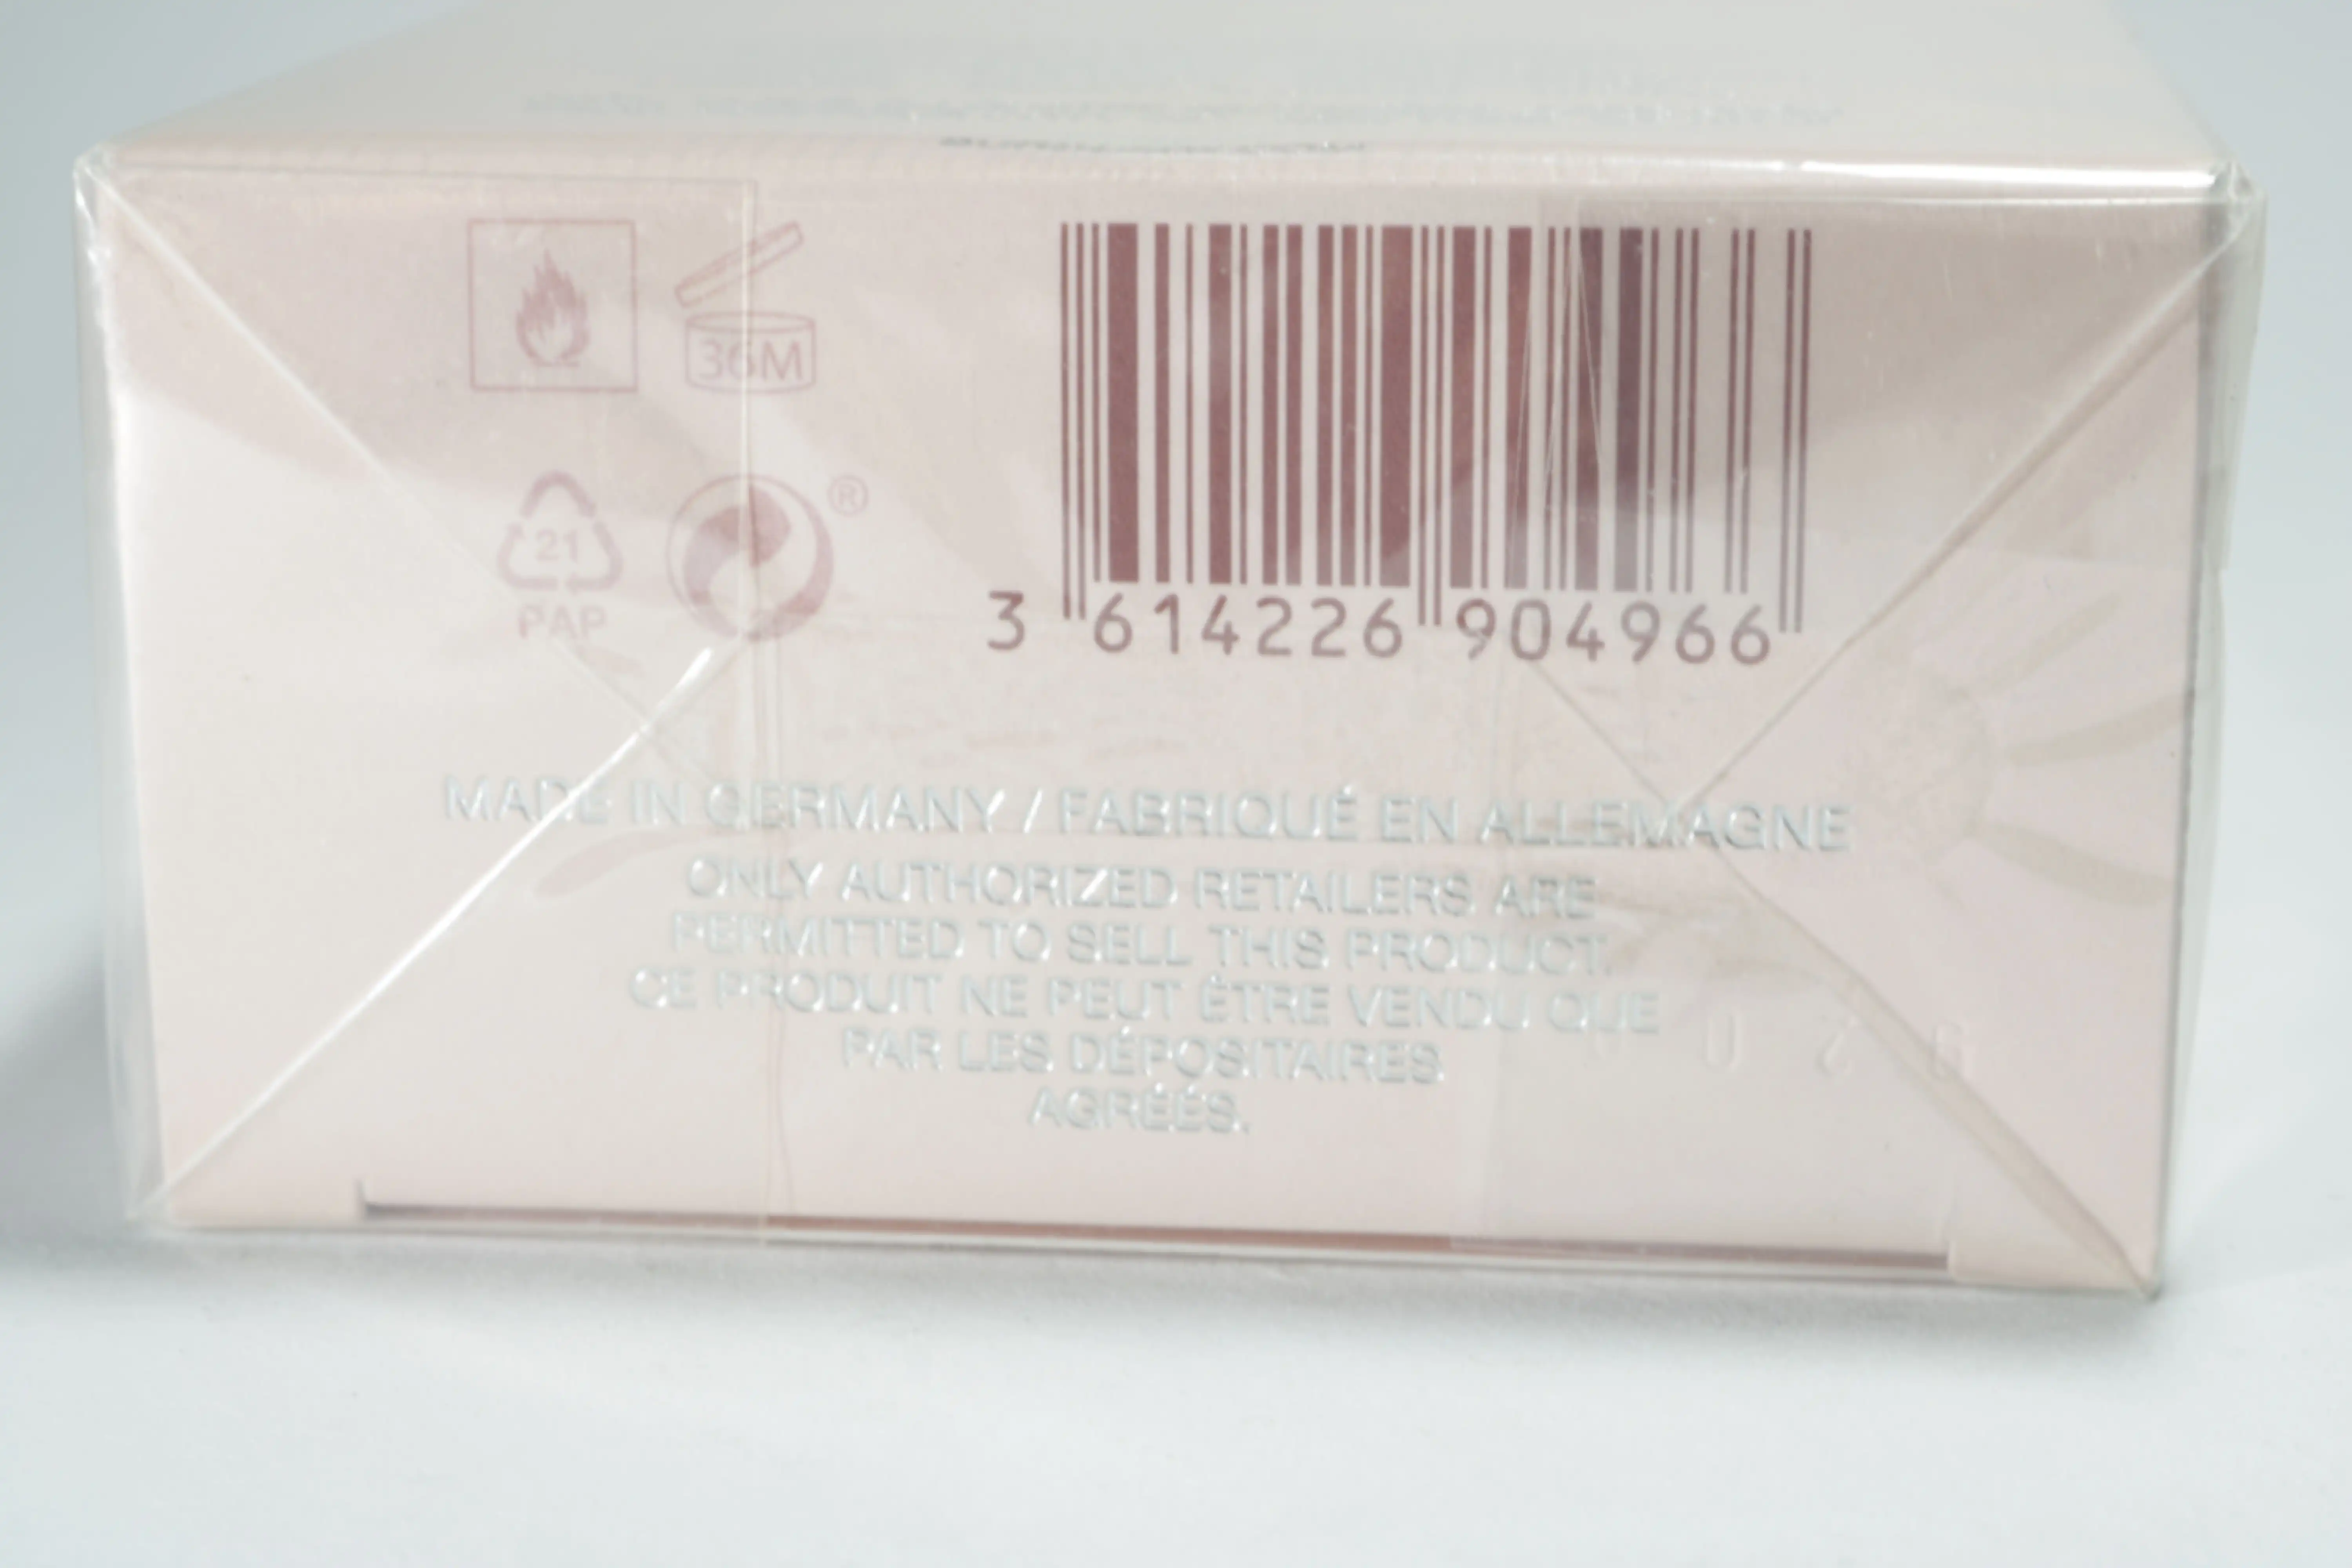 36M
21
PAP
®
3 614226 904966
MADE IN GERMANY / FABRIQUÉ EN ALLEMAGNE
ONLY AUTHORIZED RETAILERS ARE
PERMITTED TO SELL THIS PRODUCT.
CE PRODUIT NE PEUT ÊTRE VENDU QUE
PAR LES DÉPOSITAIRES
AGRÉÉS.